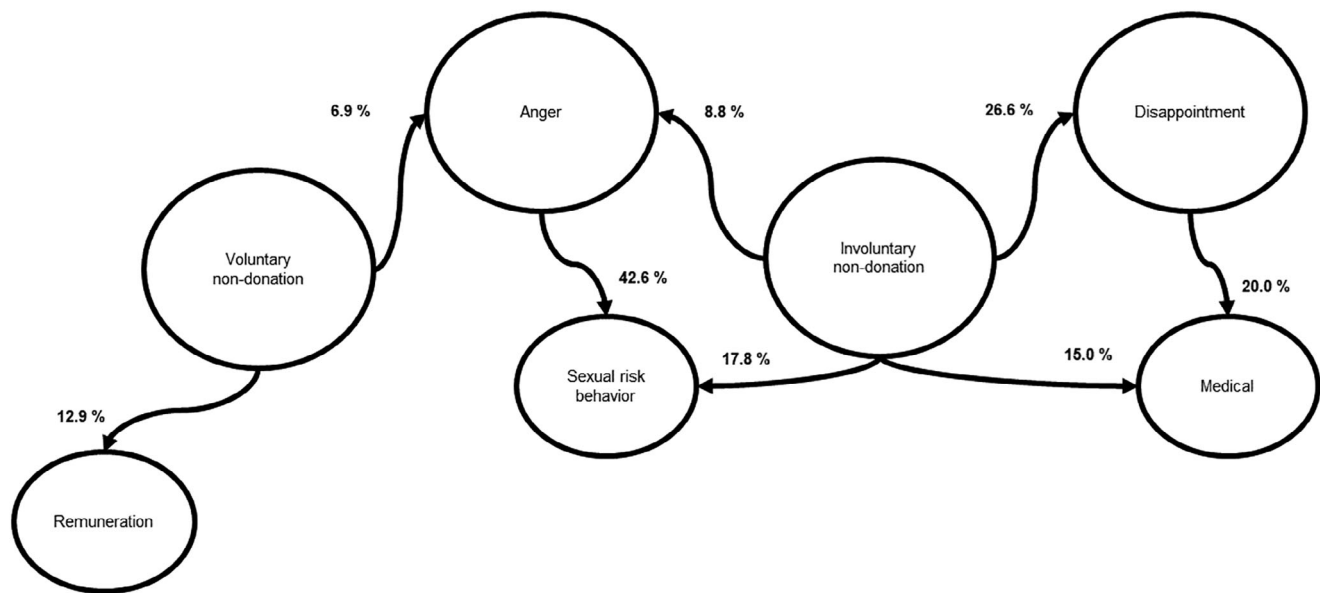 6.9 %
Anger
8.8 %
26.6 %
Disappointment
Voluntary
non-donation
Involuntary
non-donation
42.6 %
20.0 %
17.8 %
15.0 %
Sexual risk
behavior
Medical
12.9 %
Remuneration